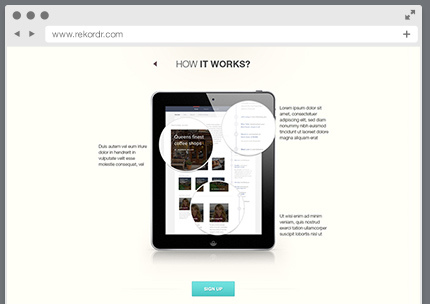 www.rekordr.com
HOW IT WORKS?
Lorem ipsum dolor sit
amet, consectetuer
adipiscing elit, sed diam
nonummy nibh euismod
tincidunt ut laoreet dolore
magna aliquam erat
Queens finest
coffee shops
Duis autem vel eum iriure
dolor in hendrerit in
vulputate velit esse
molestie consequat, vel
Ut wisi enim ad minim
veniam, quis nostrud
exerci tation ullamcorper
suscipit lobortis nisl ut
SIGN UP